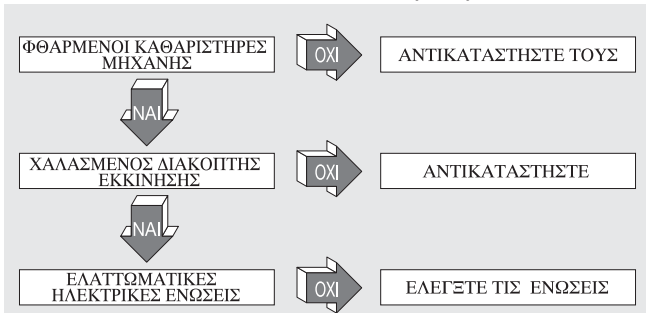 ΦΘΑΡΜΕΝΟΙ ΚΑΘΑΡΙΣΤΗΡΕΣ
ΜΗΧΑΝΗΣ
ΟΧΙ
ΑΝΤΙΚΑΤΑΣΤΗΣΤΕ ΤΟΥΣ
ΝΑΙ
ΧΑΛΑΣΜΕΝΟΣ ΔΙΑΚΟΠΤΗΣ
ΕΚΚΙΝΗΣΗΣ
ΟΧΙ
ΑΝΤΙΚΑΤΑΣΤΗΣΤΕ
ΝΑΙ
ΕΛΑΤΤΩΜΑΤΙΚΕΣ
ΗΛΕΚΤΡΙΚΕΣ ΕΝΩΣΕΙΣ
ΟΧΙ
ΕΛΕΓΞΤΕ ΤΙΣ ΕΝΩΣΕΙΣ